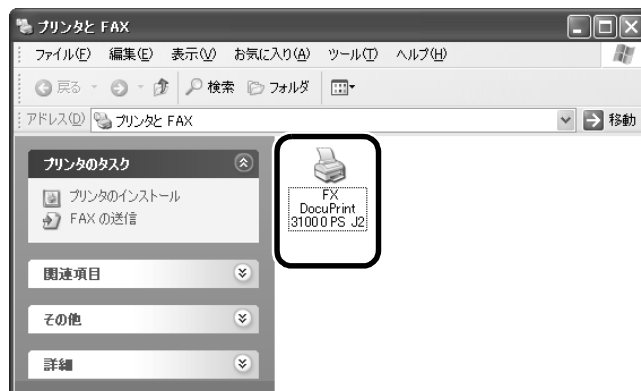 プリンタと FAX
ファイル(F) 編集(E) 表示(V) お気に入り(A) ツール(T) ヘルプ(H)
戻る 検索 フォルダ
アドレス(D) プリンタと FAX 移動
プリンタのタスク
プリンタのインストール
FAX の送信
関連項目
その他
詳細
FX
DocuPrint
3100 0 PS J2